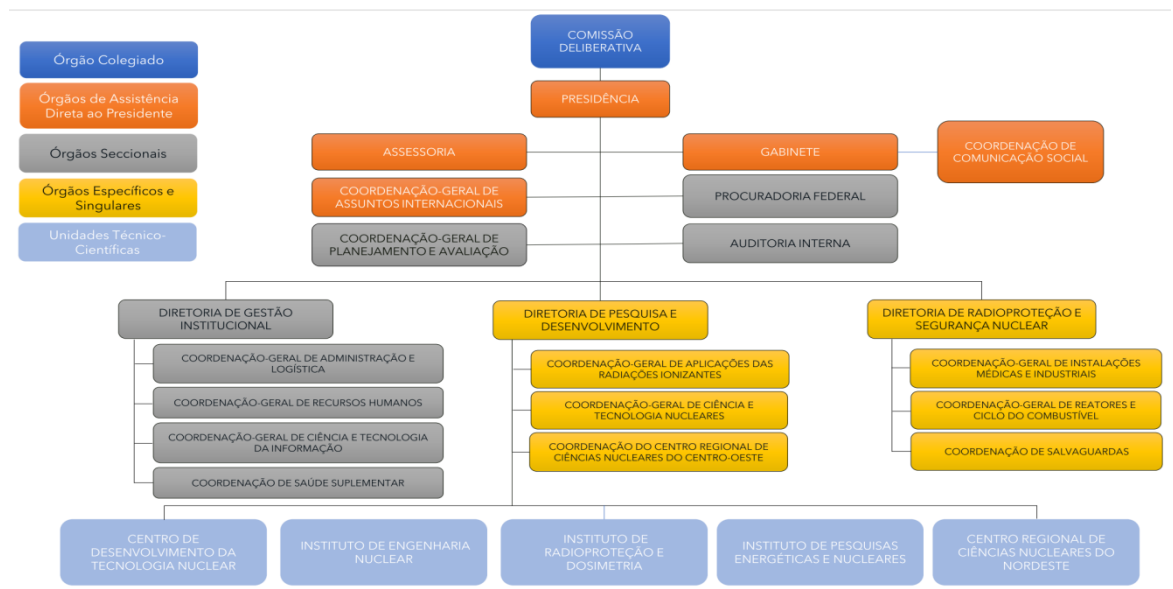 COMISSÃO
DELIBERATIVA
Órgão Colegiado
Órgãos de Assistência
Direta ao Presidente
Órgãos Seccionais
Órgãos Específicos e
Singulares
Unidades Técnico-
Científicas
PRESIDÊNCIA
ASSESSORIA
GABINETE
COORDENAÇÃO DE
COMUNICAÇÃO SOCIAL
COORDENAÇÃO-GERAL DE
ASSUNTOS INTERNACIONAIS
PROCURADORIA FEDERAL
COORDENAÇÃO-GERAL DE
PLANEJAMENTO E AVALIAÇÃO
AUDITORIA INTERNA
DIRETORIA DE GESTÃO
INSTITUCIONAL
COORDENAÇÃO-GERAL DE ADMINISTRAÇÃO E
LOGÍSTICA
COORDENAÇÃO-GERAL DE RECURSOS HUMANOS
COORDENAÇÃO-GERAL DE CIÊNCIA E TECNOLOGIA
DA INFORMAÇÃO
COORDENAÇÃO DE SAÚDE SUPLEMENTAR
DIRETORIA DE PESQUISA E
DESENVOLVIMENTO
COORDENAÇÃO-GERAL DE APLICAÇÕES DAS
RADIAÇÕES IONIZANTES
COORDENAÇÃO-GERAL DE CIÊNCIA E
TECNOLOGIA NUCLEARES
COORDENAÇÃO DO CENTRO REGIONAL DE
CIÊNCIAS NUCLEARES DO CENTRO-OESTE
DIRETORIA DE RADIOPROTEÇÃO E
SEGURANÇA NUCLEAR
COORDENAÇÃO-GERAL DE INSTALAÇÕES
MÉDICAS E INDUSTRIAIS
COORDENAÇÃO-GERAL DE REATORES E
CICLO DO COMBUSTÍVEL
COORDENAÇÃO DE SALVAGUARDAS
CENTRO DE
DESENVOLVIMENTO DA
TECNOLOGIA NUCLEAR
INSTITUTO DE ENGENHARIA
NUCLEAR
INSTITUTO DE
RADIOPROTEÇÃO E
DOSIMETRIA
INSTITUTO DE PESQUISAS
ENERGÉTICAS E NUCLEARES
CENTRO REGIONAL DE
CIÊNCIAS NUCLEARES DO
NORDESTE